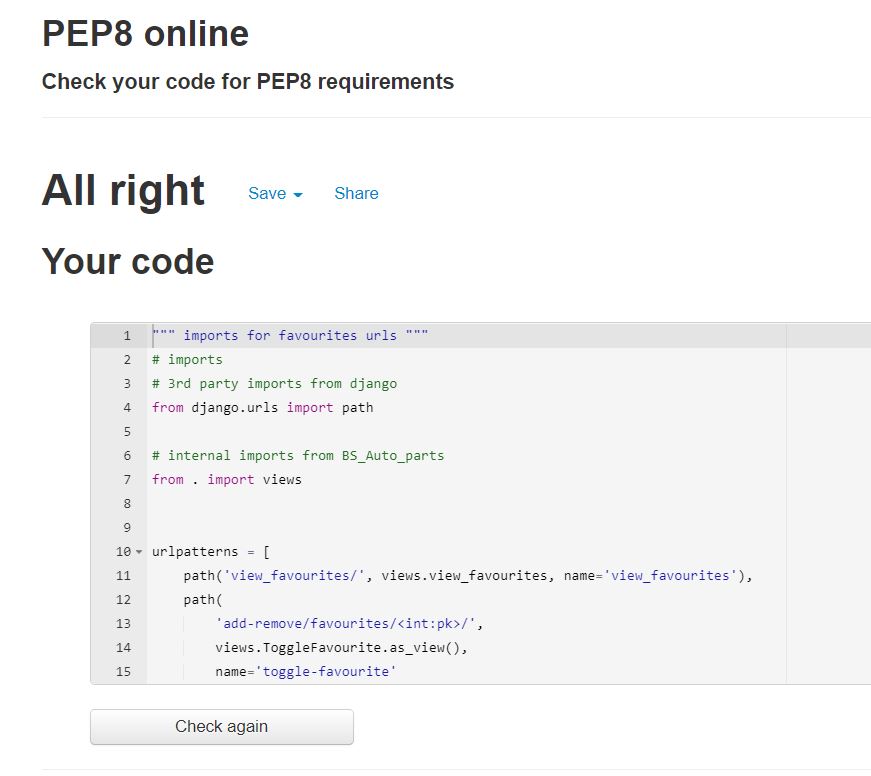 PEP8 online
Check your code for PEP8 requirements
All right Save Share
Your code
1 """ imports for favourites urls """
2 # imports
3 # 3rd party imports from django
4 from django.urls import path
5
6 # internal imports from BS_Auto_parts
7 from . import views
8
9
10 urlpatterns = [
11     path('view_favourites/', views.view_favourites, name='view_favourites'),
12     path(
13         'add-remove/favourites/<int:pk>/',
14         views.ToggleFavourite.as_view(),
15         name='toggle-favourite'
Check again